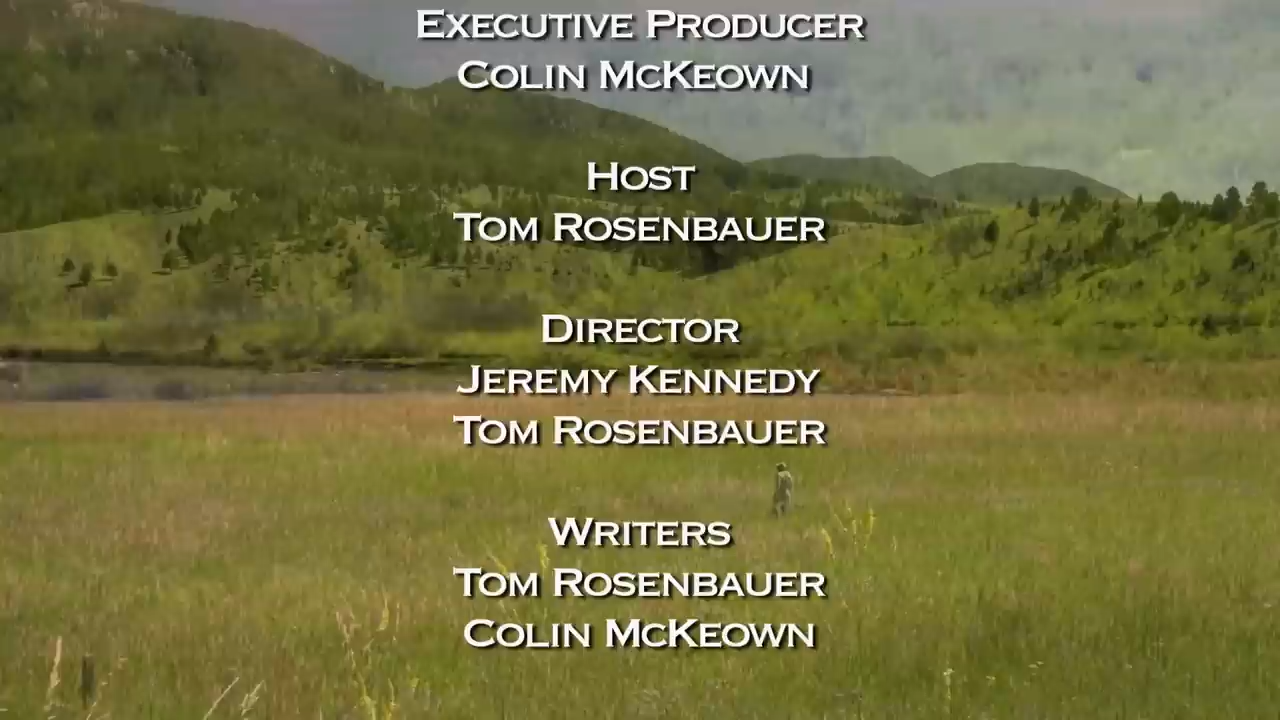 Executive Producer
Colin McKeown
Host
Tom Rosenbauer
Director
Jeremy Kennedy
Tom Rosenbauer
Writers
Tom Rosenbauer
Colin McKeown